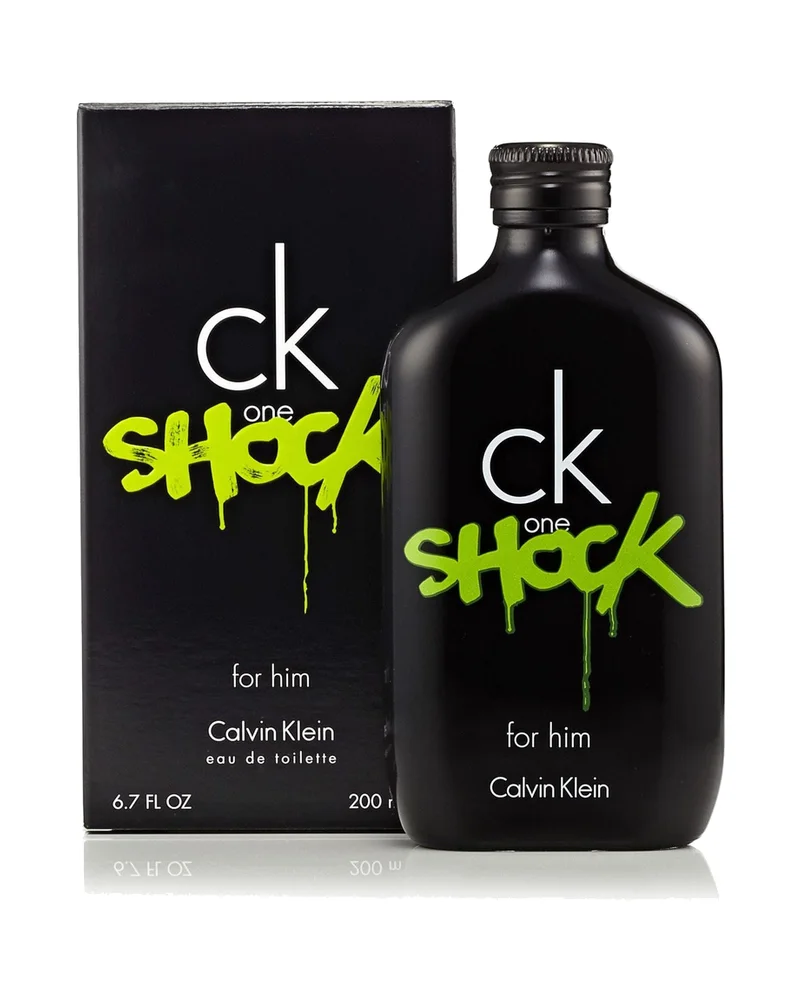 ck
one
SHOCK
for him
Calvin Klein
eau de toilette
6.7 FL OZ 200 m
ck
one
SHOCK
for him
Calvin Klein